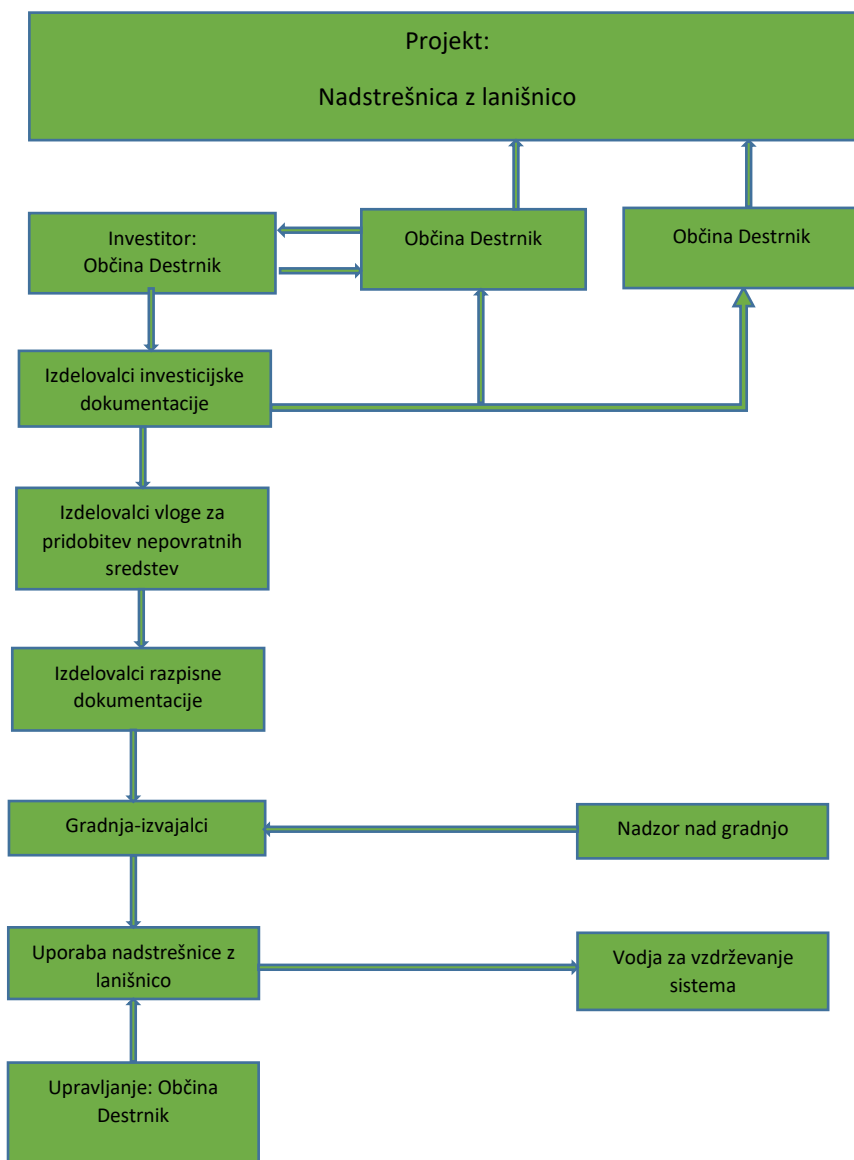 Projekt:
Nadstrešnica z lanišnico
Investitor:
Občina Destrnik
Občina Destrnik
Občina Destrnik
Izdelovalci investicijske
dokumentacije
Izdelovalci vloge za
pridobitev nepovratnih
sredstev
Izdelovalci razpisne
dokumentacije
Gradnja-izvajalci
Nadzor nad gradnjo
Uporaba nadstrešnice z
lanišnico
Vodja za vzdrževanje
sistema
Upravljanje: Občina
Destrnik